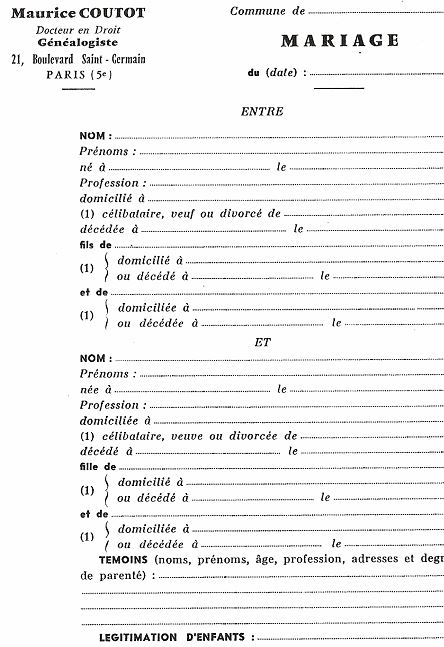 Maurice COUTOT
Docteur en Droit
Généalogiste
21, Boulevard Saint-Germain
PARIS (5e)
Commune de
MARIAGE
du (date) :
ENTRE
NOM :
Prénoms :
né à le
Profession :
domicilié à
(1) célibataire, veuf ou divorcé de
décédée à le
fils de
(1) { domicilié à
ou décédé à le
et de
(1) { domiciliée à
ou décédée à le
ET
NOM :
Prénoms :
née à le
Profession :
domiciliée à
(1) célibataire, veuve ou divorcée de
décédé à le
fille de
(1) { domicilié à
ou décédé à le
et de
(1) { domiciliée à
ou décédée à le
TEMOINS (noms, prénoms, âge, profession, adresses et degr
de parenté) :
LEGITIMATION D'ENFANTS :